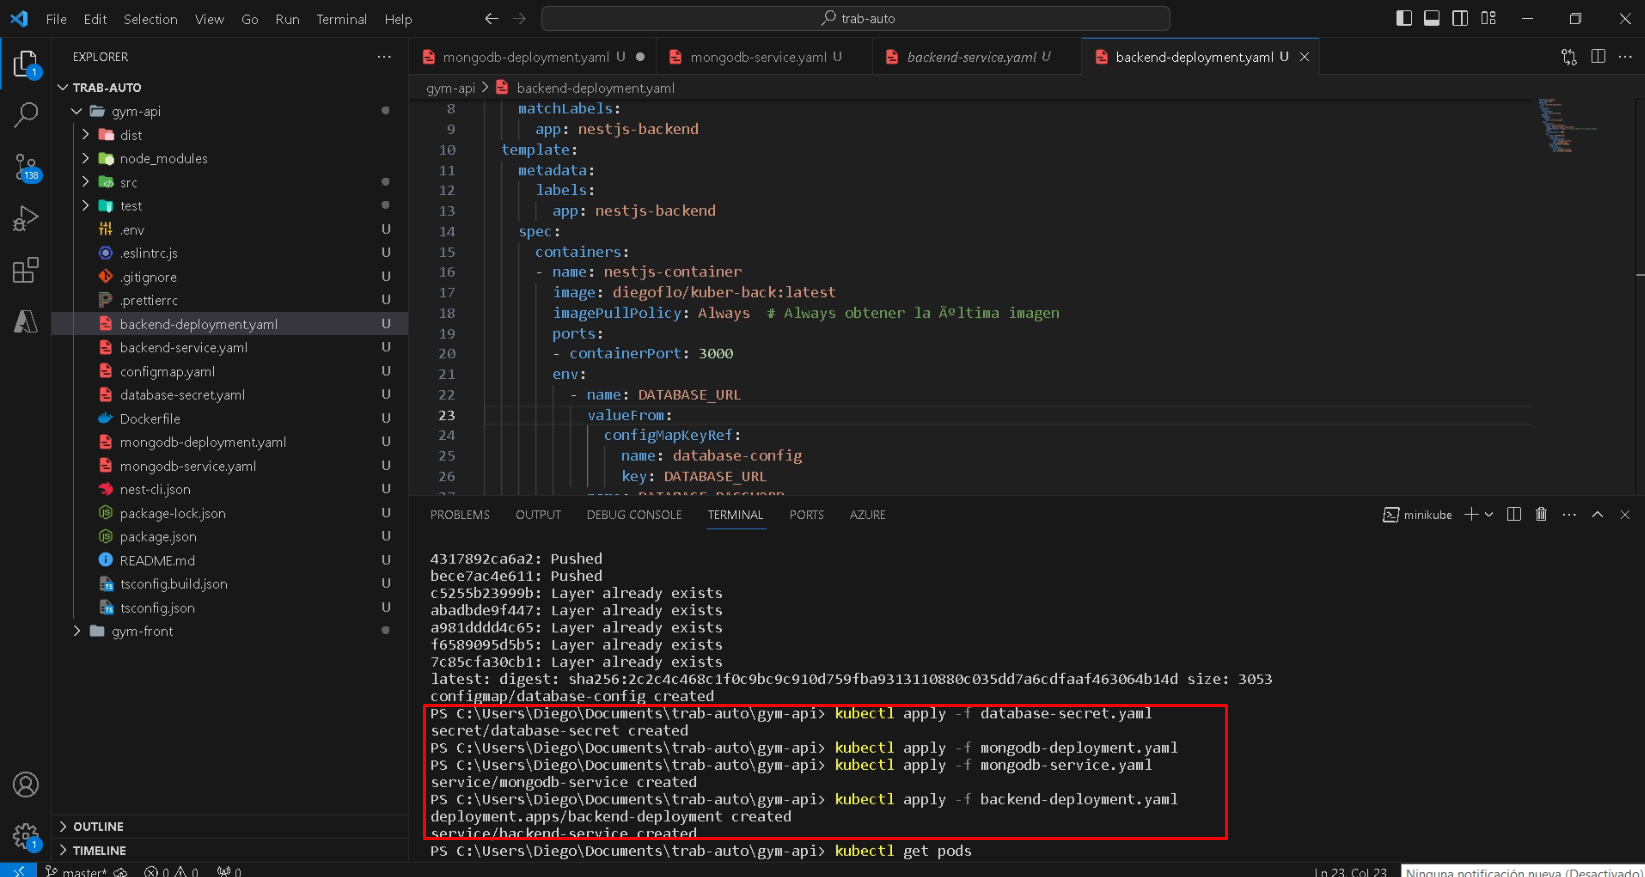 File Edit Selection View Go Run Terminal Help
trab-auto
EXPLORER
TRAB-AUTO
gym-api
dist
node_modules
src
test
.env U
.eslintrc.js U
.gitignore U
.prettierrc U
backend-deployment.yaml U
backend-service.yaml U
configmap.yaml U
database-secret.yaml U
Dockerfile U
mongodb-deployment.yaml U
mongodb-service.yaml U
nest-cli.json U
package-lock.json U
package.json U
README.md U
tsconfig.build.json U
tsconfig.json U
gym-front
OUTLINE
TIMELINE
1
138
1
mongodb-deployment.yaml U
mongodb-service.yaml U
backend-service.yaml U
backend-deployment.yaml U
gym-api > backend-deployment.yaml
8 matchLabels:
9 app: nestjs-backend
10 template:
11 metadata:
12 labels:
13 app: nestjs-backend
14 spec:
15 containers:
16 - name: nestjs-container
17 image: diegoflo/kuber-back:latest
18 imagePullPolicy: Always # Always obtener la Ãºltima imagen
19 ports:
20 - containerPort: 3000
21 env:
22 - name: DATABASE_URL
23 valueFrom:
24 configMapKeyRef:
25 name: database-config
26 key: DATABASE_URL
27 - name: DATABASE_PASSWORD
PROBLEMS OUTPUT DEBUG CONSOLE TERMINAL PORTS AZURE
minikube
4317892ca6a2: Pushed
bece7ac4e611: Pushed
c5255b23999b: Layer already exists
abadbde9f447: Layer already exists
a981dddd4c65: Layer already exists
f6589095d5b5: Layer already exists
7c85cfa30cb1: Layer already exists
latest: digest: sha256:2c2c4c468c1f0c9bc9c910d759fba9313110880c035dd7a6cdfaaf463064b14d size: 3053
configmap/database-config created
PS C:\Users\Diego\Documents\trab-auto\gym-api> kubectl apply -f database-secret.yaml
secret/database-secret created
PS C:\Users\Diego\Documents\trab-auto\gym-api> kubectl apply -f mongodb-deployment.yaml
PS C:\Users\Diego\Documents\trab-auto\gym-api> kubectl apply -f mongodb-service.yaml
service/mongodb-service created
PS C:\Users\Diego\Documents\trab-auto\gym-api> kubectl apply -f backend-deployment.yaml
deployment.apps/backend-deployment created
service/backend-service created
PS C:\Users\Diego\Documents\trab-auto\gym-api> kubectl get pods
master* 0 0 0
Ln 23, Col 23
Ninguna notificación nueva (Desactivado)